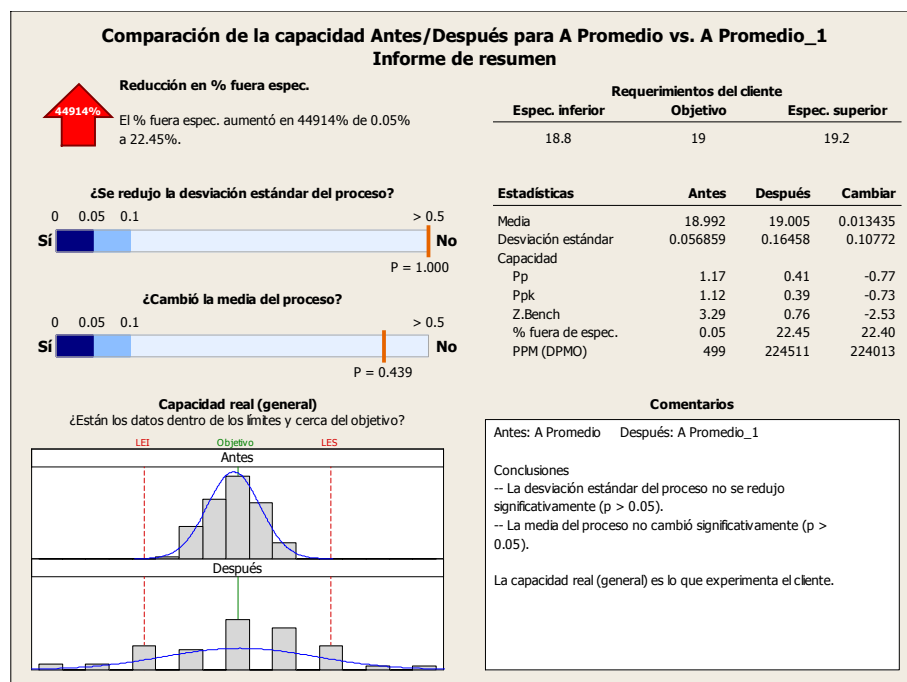 Comparación de la capacidad Antes/Después para A Promedio vs. A Promedio_1
Informe de resumen
44914%
Reducción en % fuera espec.
El % fuera espec. aumentó en 44914% de 0.05%
a 22.45%.
Requerimientos del cliente
Espec. inferior Objetivo Espec. superior
18.8 19 19.2
¿Se redujo la desviación estándar del proceso?
0 0.05 0.1 > 0.5
Sí No
P = 1.000
¿Cambió la media del proceso?
0 0.05 0.1 > 0.5
Sí No
P = 0.439
Estadísticas Antes Después Cambiar
Media 18.992 19.005 0.013435
Desviación estándar 0.056859 0.16458 0.10772
Capacidad
Pp 1.17 0.41 -0.77
Ppk 1.12 0.39 -0.73
Z.Bench 3.29 0.76 -2.53
% fuera de espec. 0.05 22.45 22.40
PPM (DPMO) 499 224511 224013
Capacidad real (general)
¿Están los datos dentro de los límites y cerca del objetivo?
LEI Objetivo LES
Antes
Después
Comentarios
Antes: A Promedio Después: A Promedio_1
Conclusiones
-- La desviación estándar del proceso no se redujo
significativamente (p > 0.05).
-- La media del proceso no cambió significativamente (p >
0.05).
La capacidad real (general) es lo que experimenta el cliente.